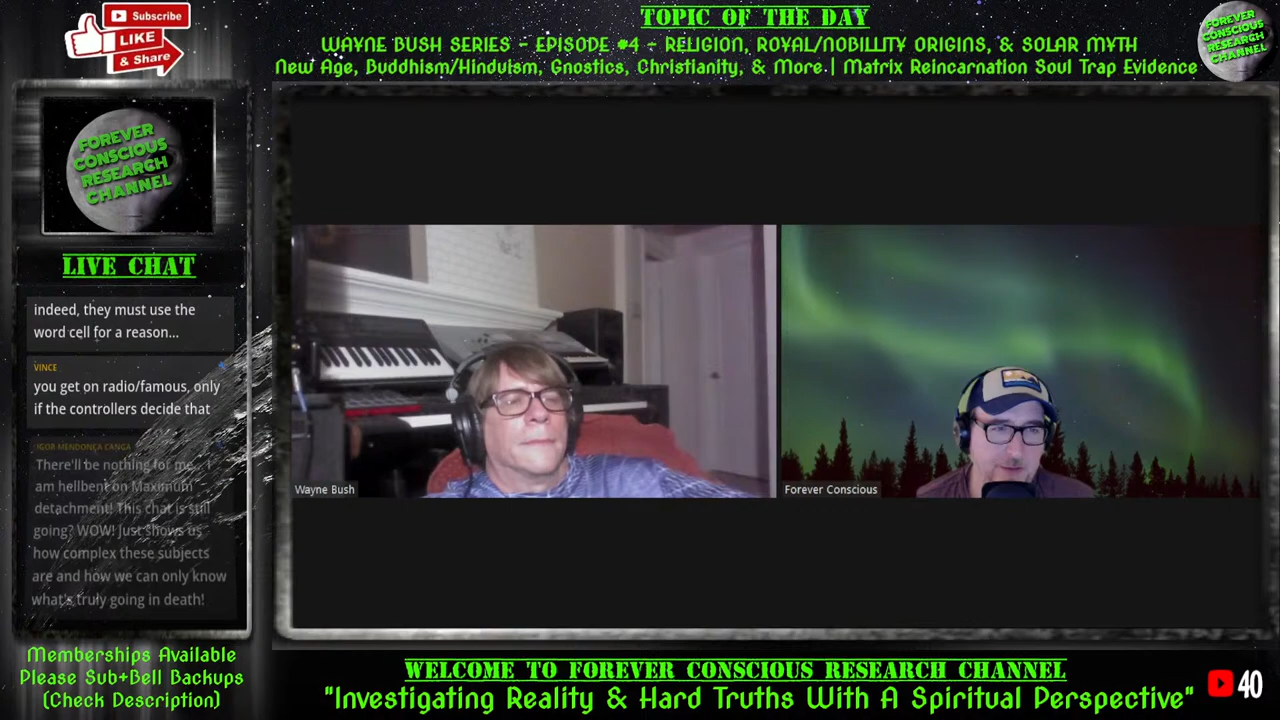 Subscribe
LIKE
& Share
TOPIC OF THE DAY
WAYNE BUSH SERIES - EPISODE #4 - RELIGION, ROYAL/NOBILLITY ORIGINS, & SOLAR MYTH
New Age, Buddhism/Hinduism, Gnostics, Christianity, & More | Matrix Reincarnation Soul Trap Evidence
FOREVER
CONSCIOUS
RESEARCH
CHANNEL
FOREVER
CONSCIOUS
RESEARCH
CHANNEL
LIVE CHAT
indeed, they must use the
word cell for a reason...
VINCE
you get on radio/famous, only
if the controllers decide that
IGOR MENDONÇA CANGA
There'll be nothing for me... I
am hellbent on Maximum
detachment! This chat is still
going? WOW! Just shows us
how complex these subjects
are and how we can only know
what's truly going in death!
Wayne Bush
Forever Conscious
Memberships Available
Please Sub+Bell Backups
(Check Description)
WELCOME TO FOREVER CONSCIOUS RESEARCH CHANNEL
"Investigating Reality & Hard Truths With A Spiritual Perspective"
40